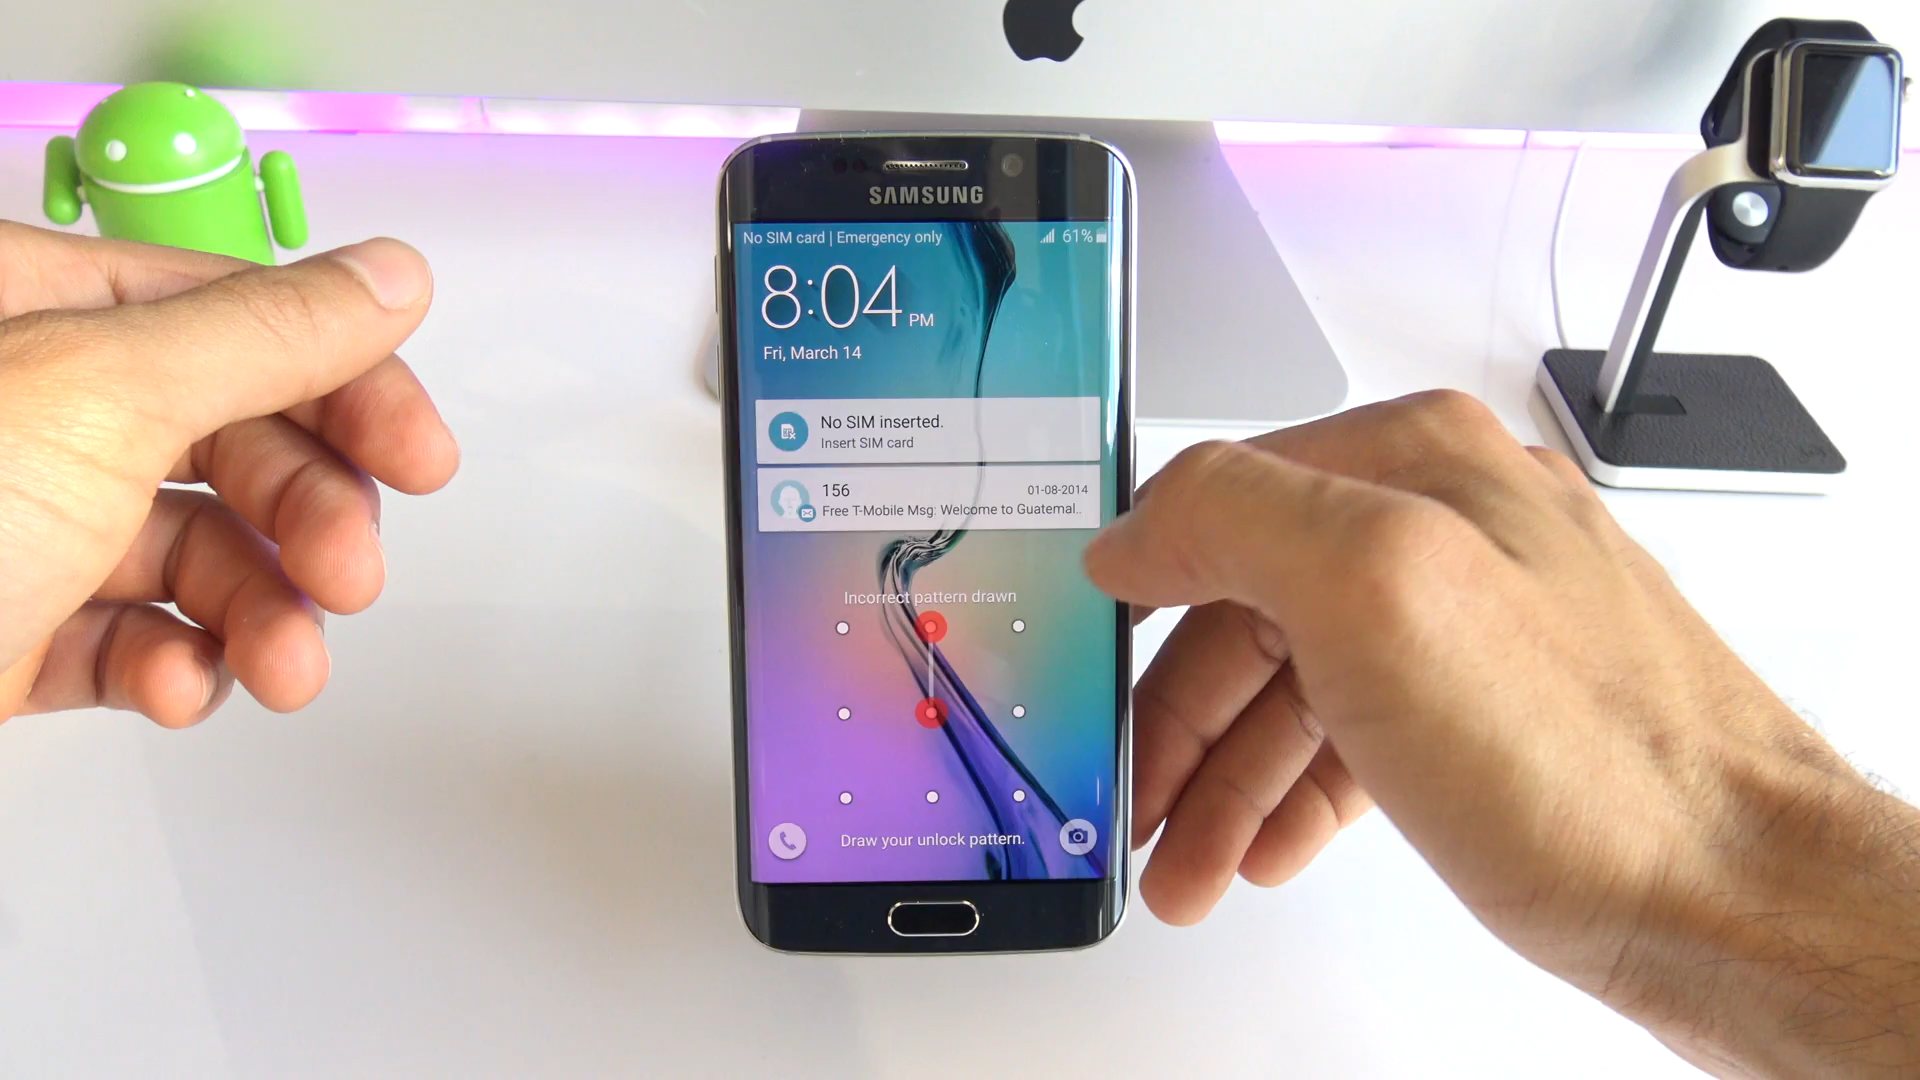 SAMSUNG
No SIM card | Emergency only 61%
8:04 PM
Fri, March 14
No SIM inserted.
Insert SIM card
156 01-08-2014
Free T-Mobile Msg: Welcome to Guatemal..
Incorrect pattern drawn
Draw your unlock pattern.